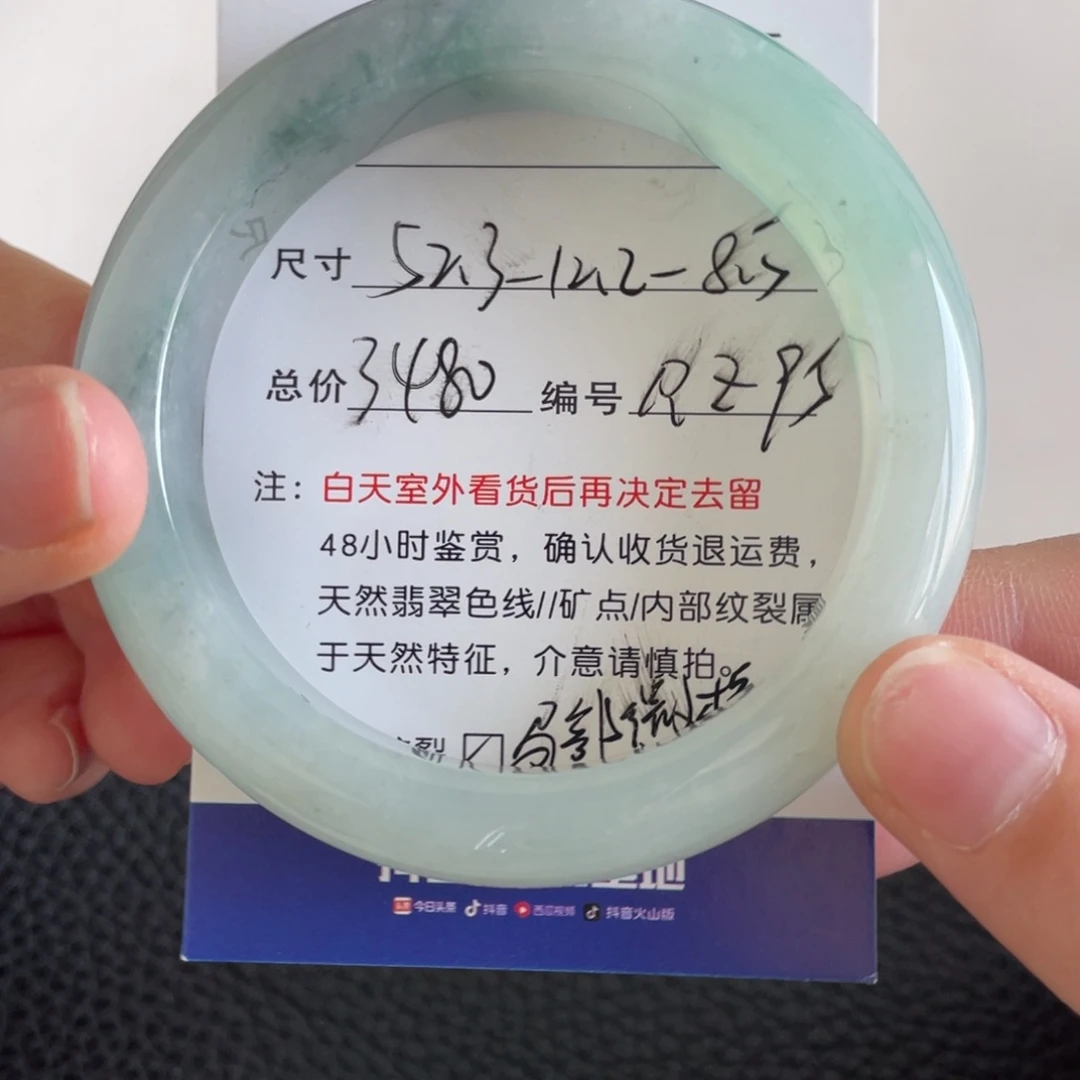 尺寸 52.3-12.2-8.5
总价 3480 编号 RZ95
注：白天室外看货后再决定去留
48小时鉴赏，确认收货退运费，
天然翡翠色线//矿点/内部纹裂属
于天然特征，介意请慎拍。
裂 局部
今日头条 抖音 西瓜视频 抖音火山版